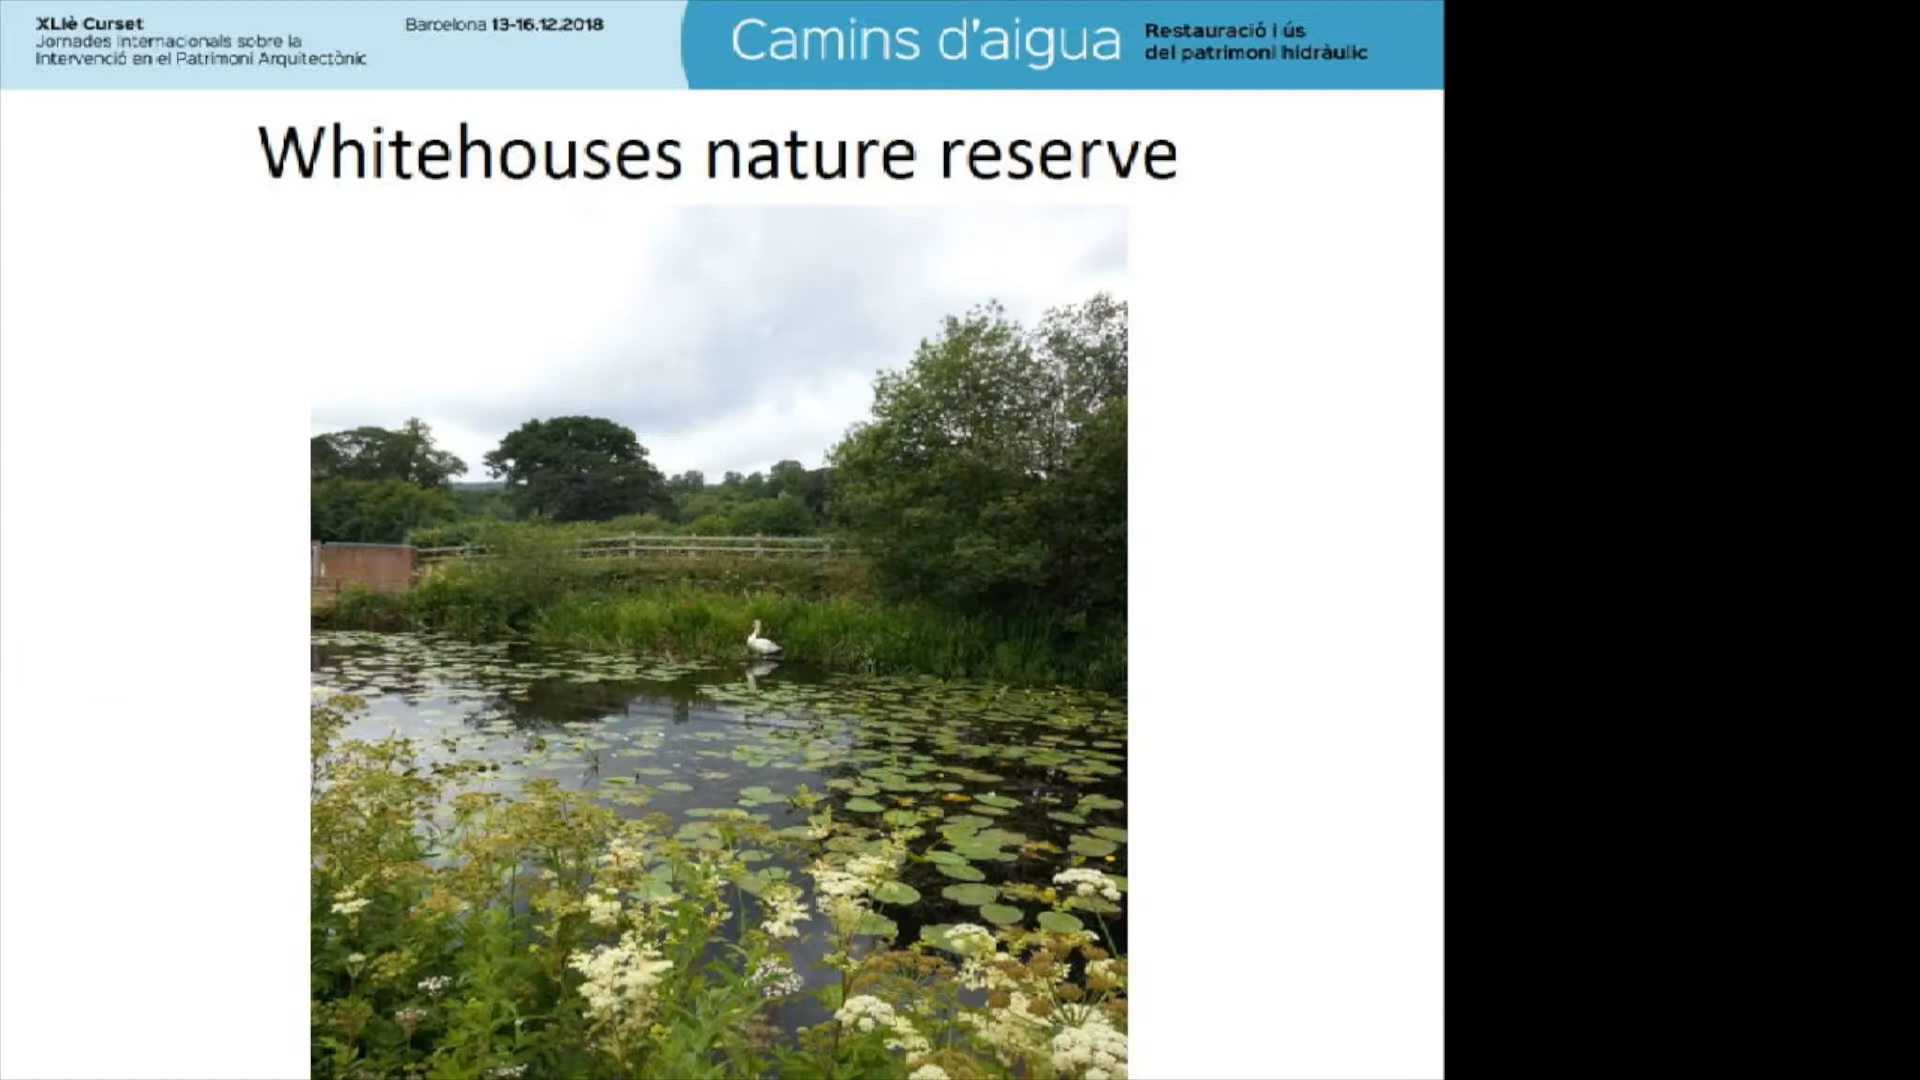 XLIè Curset
Jornades Internacionals sobre la
Intervenció en el Patrimoni Arquitectònic
Barcelona 13-16.12.2018
Camins d'aigua
Restauració i ús
del patrimoni hidràulic
Whitehouses nature reserve